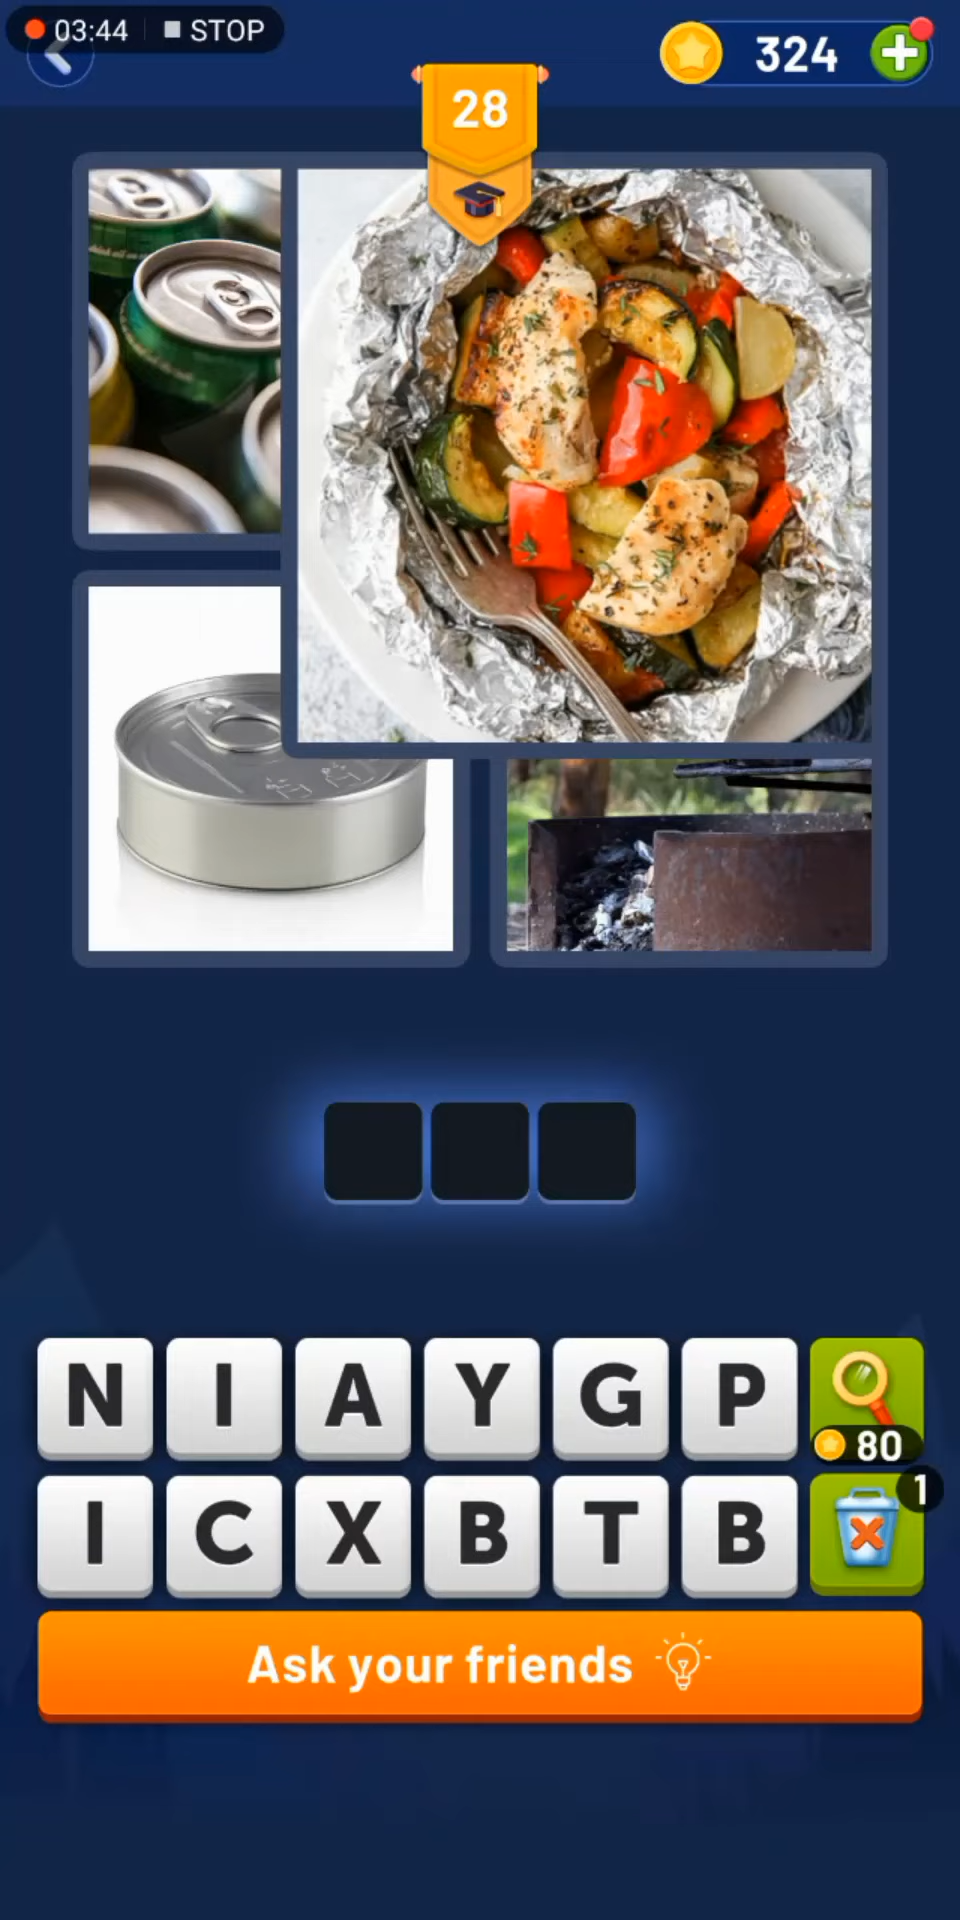 03:44 STOP
324
28
N I A Y G P
80
I C X B T B
1
Ask your friends